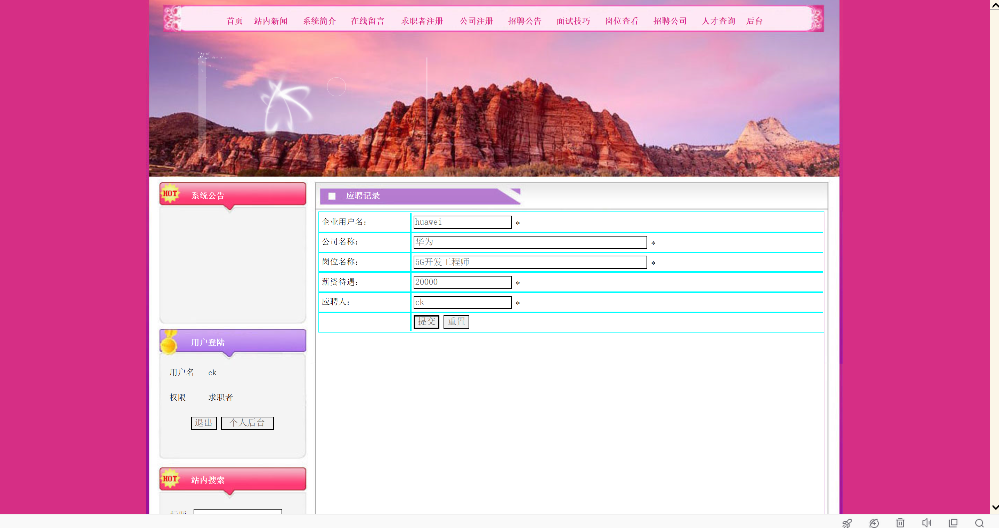 首页 站内新闻 系统简介 在线留言 求职者注册 公司注册 招聘公告 面试技巧 岗位查看 招聘公司 人才查询 后台
HOT 系统公告
应聘记录
企业用户名: huawei *
公司名称: 华为 *
岗位名称: 5G开发工程师 *
薪资待遇: 20000 *
应聘人: ck *
提交 重置
用户登陆
用户名 ck
权限 求职者
退出 个人后台
HOT 站内搜索
标题